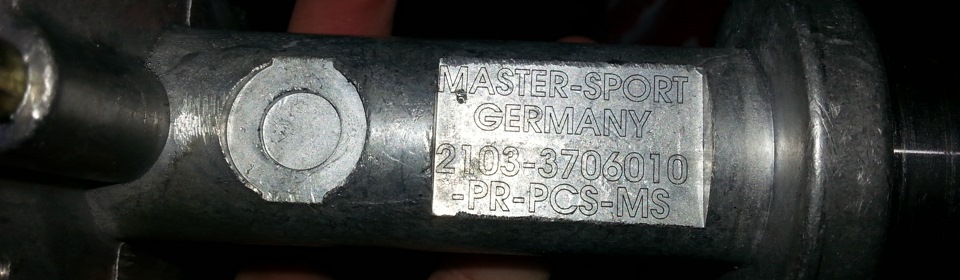 MASTER-SPORT
GERMANY
2103-3706010
-PR-PCS-MS